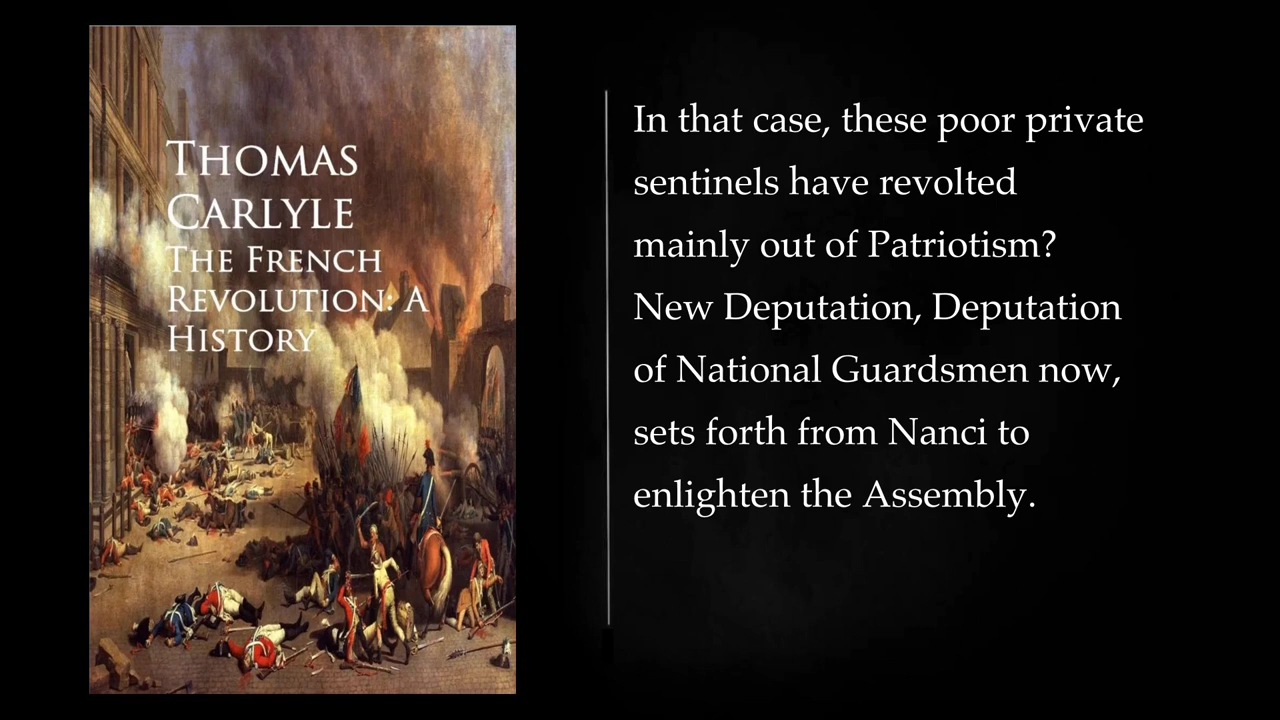 THOMAS
CARLYLE
THE FRENCH
REVOLUTION: A
HISTORY
In that case, these poor private
sentinels have revolted
mainly out of Patriotism?
New Deputation, Deputation
of National Guardsmen now,
sets forth from Nanci to
enlighten the Assembly.